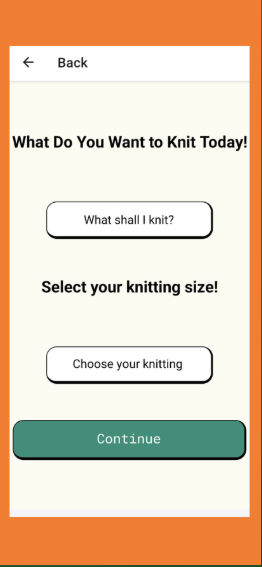 Back
What Do You Want to Knit Today!
What shall I knit?
Select your knitting size!
Choose your knitting
Continue